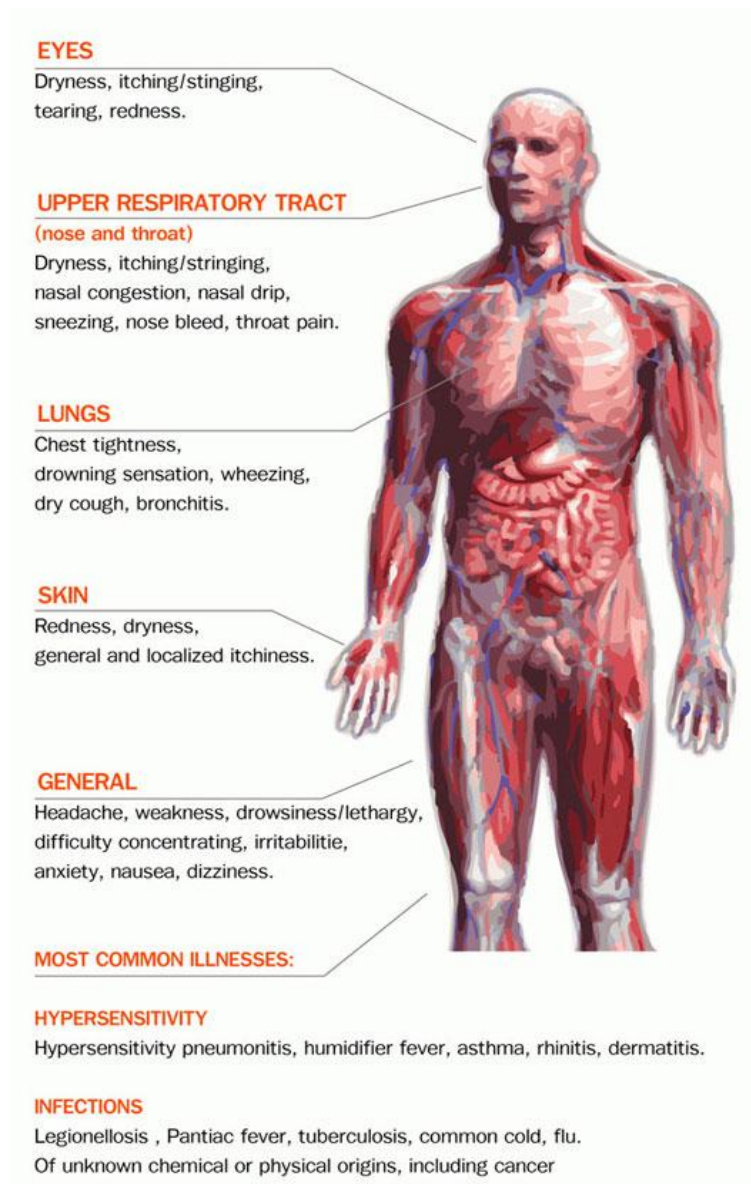 EYES
Dryness, itching/stinging,
tearing, redness.
UPPER RESPIRATORY TRACT
(nose and throat)
Dryness, itching/stringing,
nasal congestion, nasal drip,
sneezing, nose bleed, throat pain.
LUNGS
Chest tightness,
drowning sensation, wheezing,
dry cough, bronchitis.
SKIN
Redness, dryness,
general and localized itchiness.
GENERAL
Headache, weakness, drowsiness/lethargy,
difficulty concentrating, irritabilitie,
anxiety, nausea, dizziness.
MOST COMMON ILLNESSES:
HYPERSENSITIVITY
Hypersensitivity pneumonitis, humidifier fever, asthma, rhinitis, dermatitis.
INFECTIONS
Legionellosis , Pantiac fever, tuberculosis, common cold, flu.
Of unknown chemical or physical origins, including cancer